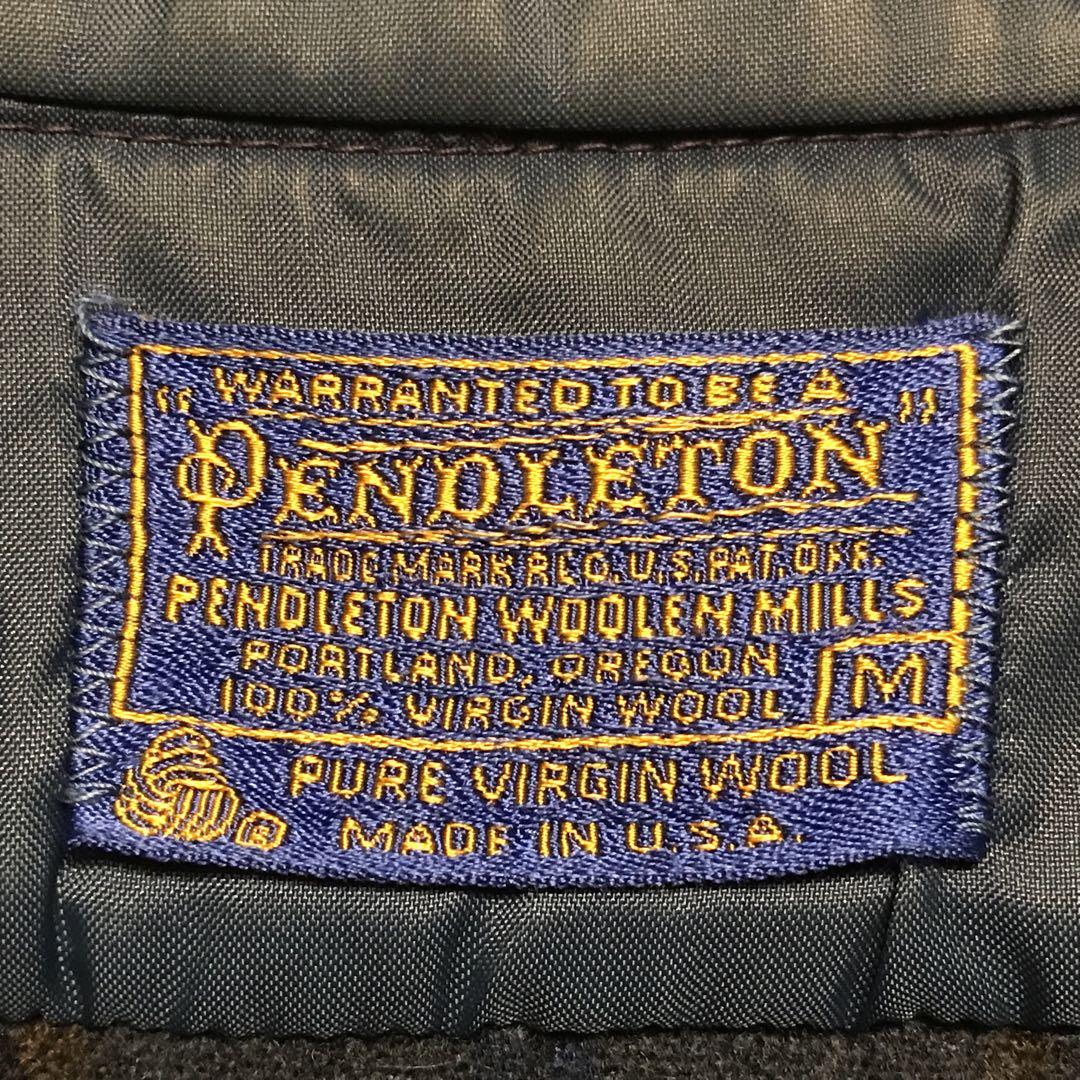 "WARRANTED TO BE A
PENDLETON"
TRADE MARK REG. U.S. PAT. OFF.
PENDLETON WOOLEN MILLS
PORTLAND, OREGON
100% VIRGIN WOOL M
PURE VIRGIN WOOL
® MADE IN U.S.A.